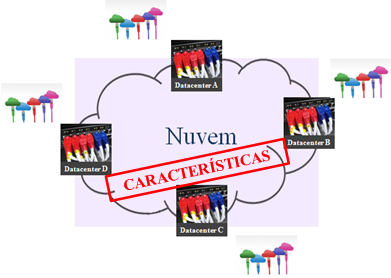 Datacenter A
Nuvem
Datacenter B
Datacenter D
CARACTERÍSTICAS
Datacenter C